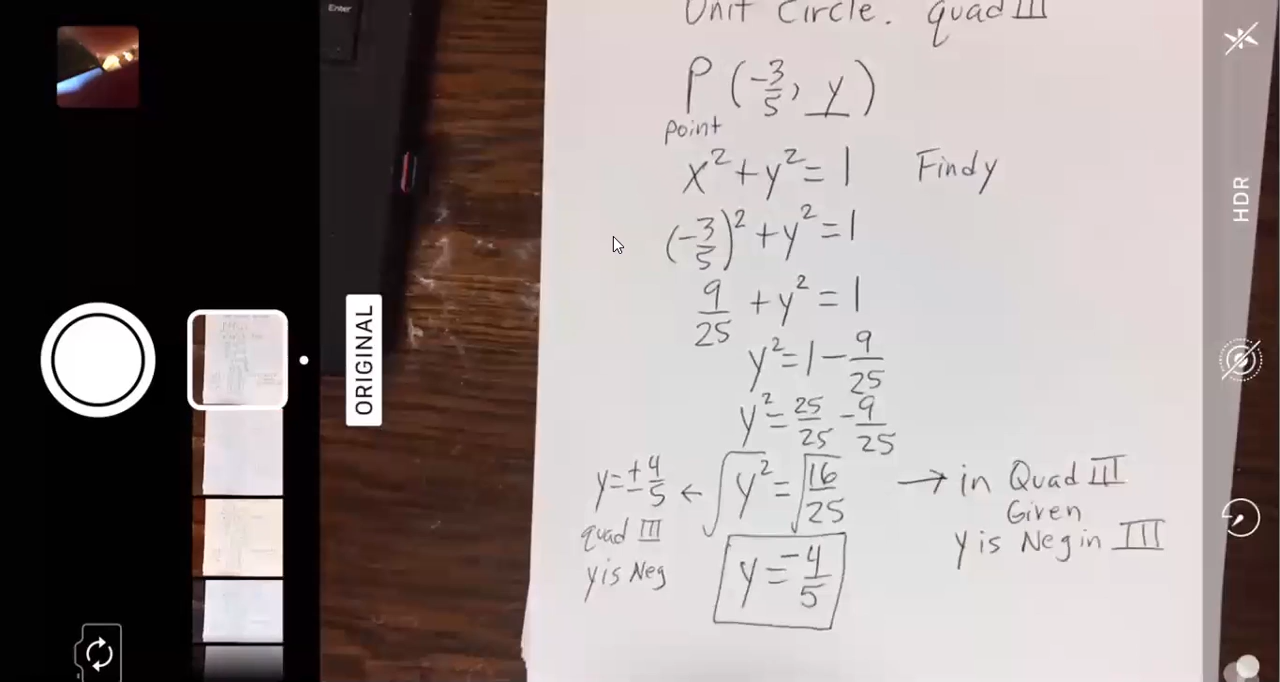 Enter
Unit Circle. quad III
P (-3/5, y)
point
x² + y² = 1 Find y
(-3/5)² + y² = 1
9/25 + y² = 1
y² = 1 - 9/25
y² = 25/25 - 9/25
y = ± 4/5 ← √y² = √16/25 → in Quad III
Given
quad III
y is Neg in III
y is Neg
y = -4/5
ORIGINAL
HDR